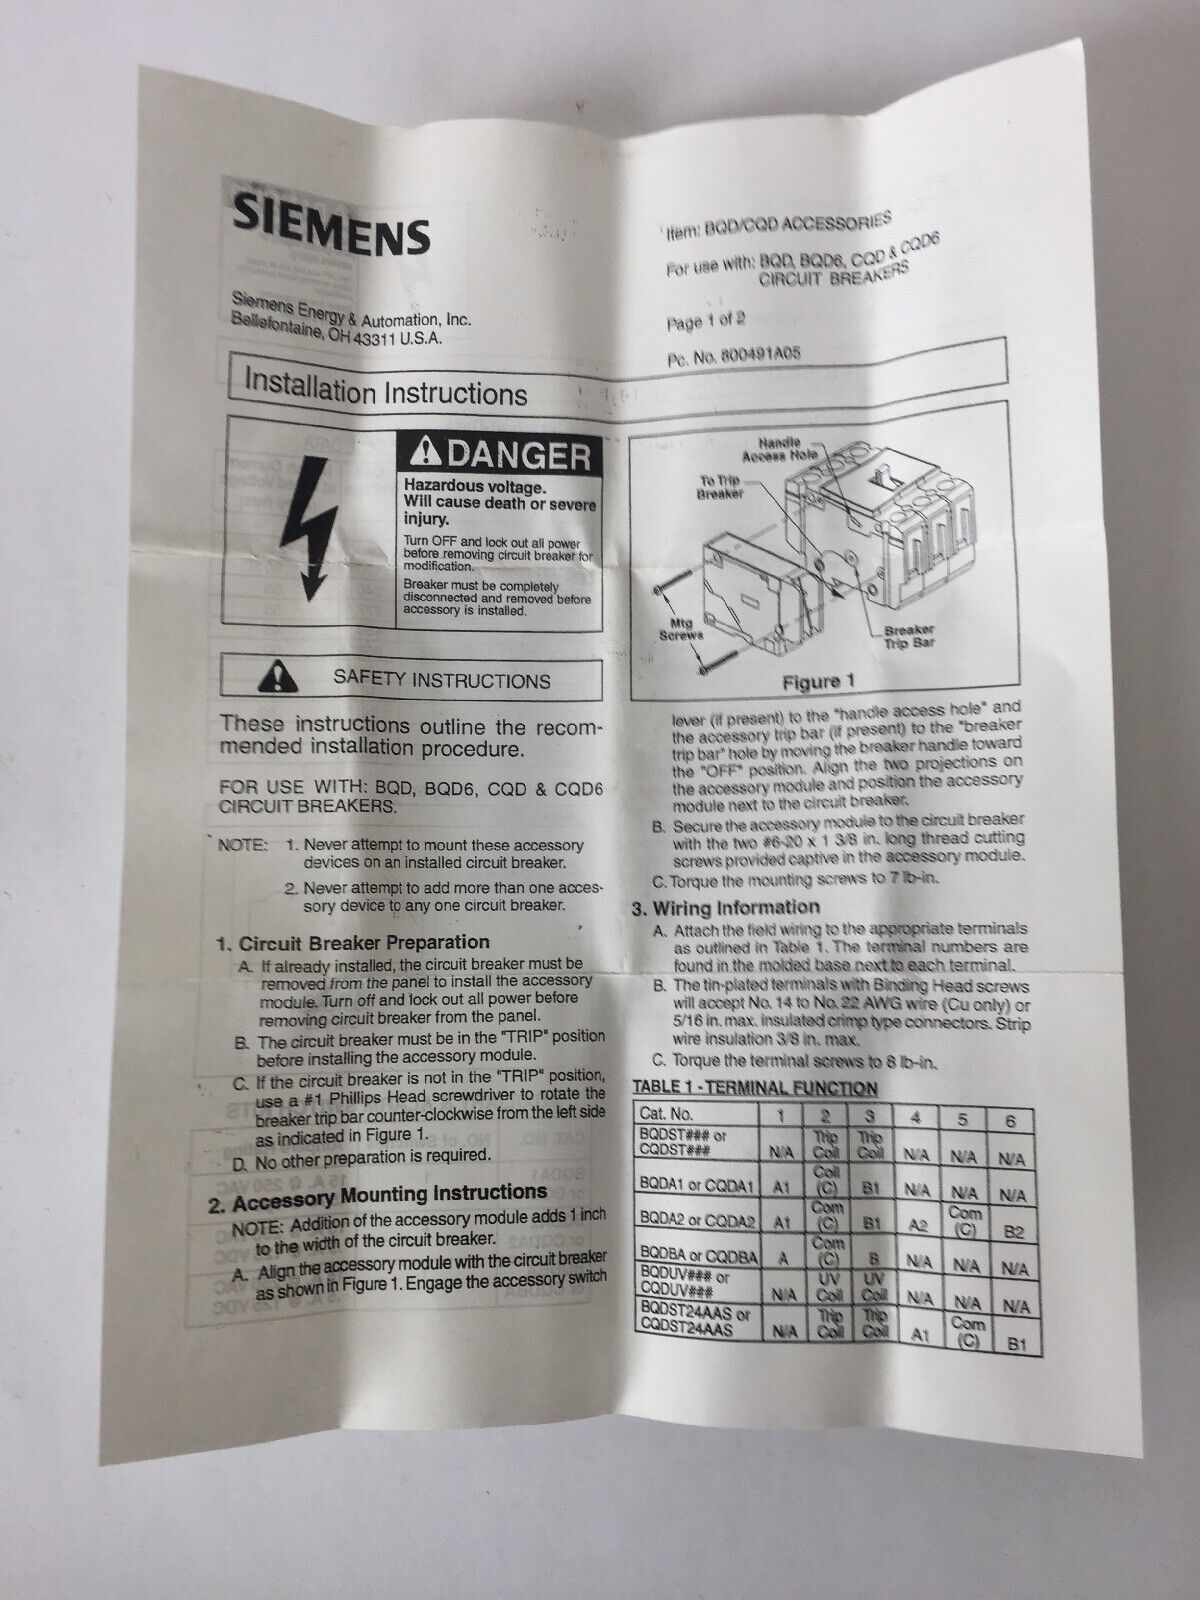 SIEMENS
Siemens Energy & Automation, Inc.
Bellefontaine, OH 43311 U.S.A.
Item: BQD/CQD ACCESSORIES
For use with: BQD, BQD6, CQD & CQD6
CIRCUIT BREAKERS
Page 1 of 2
Pc. No. 800491A05
Installation Instructions
DANGER
Hazardous voltage.
Will cause death or severe
injury.
Turn OFF and lock out all power
before removing circuit breaker for
modification.
Breaker must be completely
disconnected and removed before
accessory is installed.
SAFETY INSTRUCTIONS
These instructions outline the recom-
mended installation procedure.
FOR USE WITH: BQD, BQD6, CQD & CQD6
CIRCUIT BREAKERS.
NOTE: 1. Never attempt to mount these accessory
devices on an installed circuit breaker.
2. Never attempt to add more than one acces-
sory device to any one circuit breaker.
1. Circuit Breaker Preparation
A. If already installed, the circuit breaker must be
removed from the panel to install the accessory
module. Turn off and lock out all power before
removing circuit breaker from the panel.
B. The circuit breaker must be in the "TRIP" position
before installing the accessory module.
C. If the circuit breaker is not in the "TRIP" position,
use a #1 Phillips Head screwdriver to rotate the
breaker trip bar counter-clockwise from the left side
as indicated in Figure 1.
D. No other preparation is required.
2. Accessory Mounting Instructions
NOTE: Addition of the accessory module adds 1 inch
to the width of the circuit breaker.
A. Align the accessory module with the circuit breaker
as shown in Figure 1. Engage the accessory switch
Handle
Access Hole
To Trip
Breaker
Mtg
Screws
Breaker
Trip Bar
Figure 1
lever (if present) to the "handle access hole" and
the accessory trip bar (if present) to the "breaker
trip bar" hole by moving the breaker handle toward
the "OFF" position. Align the two projections on
the accessory module and position the accessory
module next to the circuit breaker.
B. Secure the accessory module to the circuit breaker
with the two #6-20 x 1 3/8 in. long thread cutting
screws provided captive in the accessory module.
C. Torque the mounting screws to 7 lb-in.
3. Wiring Information
A. Attach the field wiring to the appropriate terminals
as outlined in Table 1. The terminal numbers are
found in the molded base next to each terminal.
B. The tin-plated terminals with Binding Head screws
will accept No. 14 to No. 22 AWG wire (Cu only) or
5/16 in. max. insulated crimp type connectors. Strip
wire insulation 3/8 in. max.
C. Torque the terminal screws to 8 lb-in.
TABLE 1 - TERMINAL FUNCTION
Cat. No. 1 2 3 4 5 6
BQDST### or CQDST### N/A Trip Coil Trip Coil N/A N/A N/A
BQDA1 or CQDA1 A1 Coil (C) B1 N/A N/A N/A
BQDA2 or CQDA2 A1 Com (C) B1 A2 Com (C) B2
BQDBA or CQDBA A Com (C) B N/A N/A N/A
BQDUV### or CQDUV### N/A UV Coil UV Coil N/A N/A N/A
BQDST24AAS or CQDST24AAS N/A Trip Coil Trip Coil A1 Com (C) B1